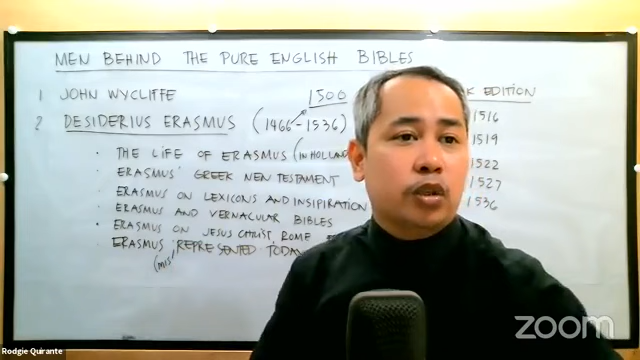 MEN BEHIND THE PURE ENGLISH BIBLES
1 JOHN WYCLIFFE
1500
K EDITION
2 DESIDERIUS ERASMUS (1466-1536)
1516
1519
1522
1527
1536
• THE LIFE OF ERASMUS (IN HOLLAND
• ERASMUS' GREEK NEW TESTAMENT
• ERASMUS ON LEXICONS AND INSIPIRATION
• ERASMUS AND VERNACULAR BIBLES
• ERASMUS ON JESUS CHRIST, ROME
• ERASMUS REPRESENTED TODAY
(MIS)
zoom
Rodgie Quirante